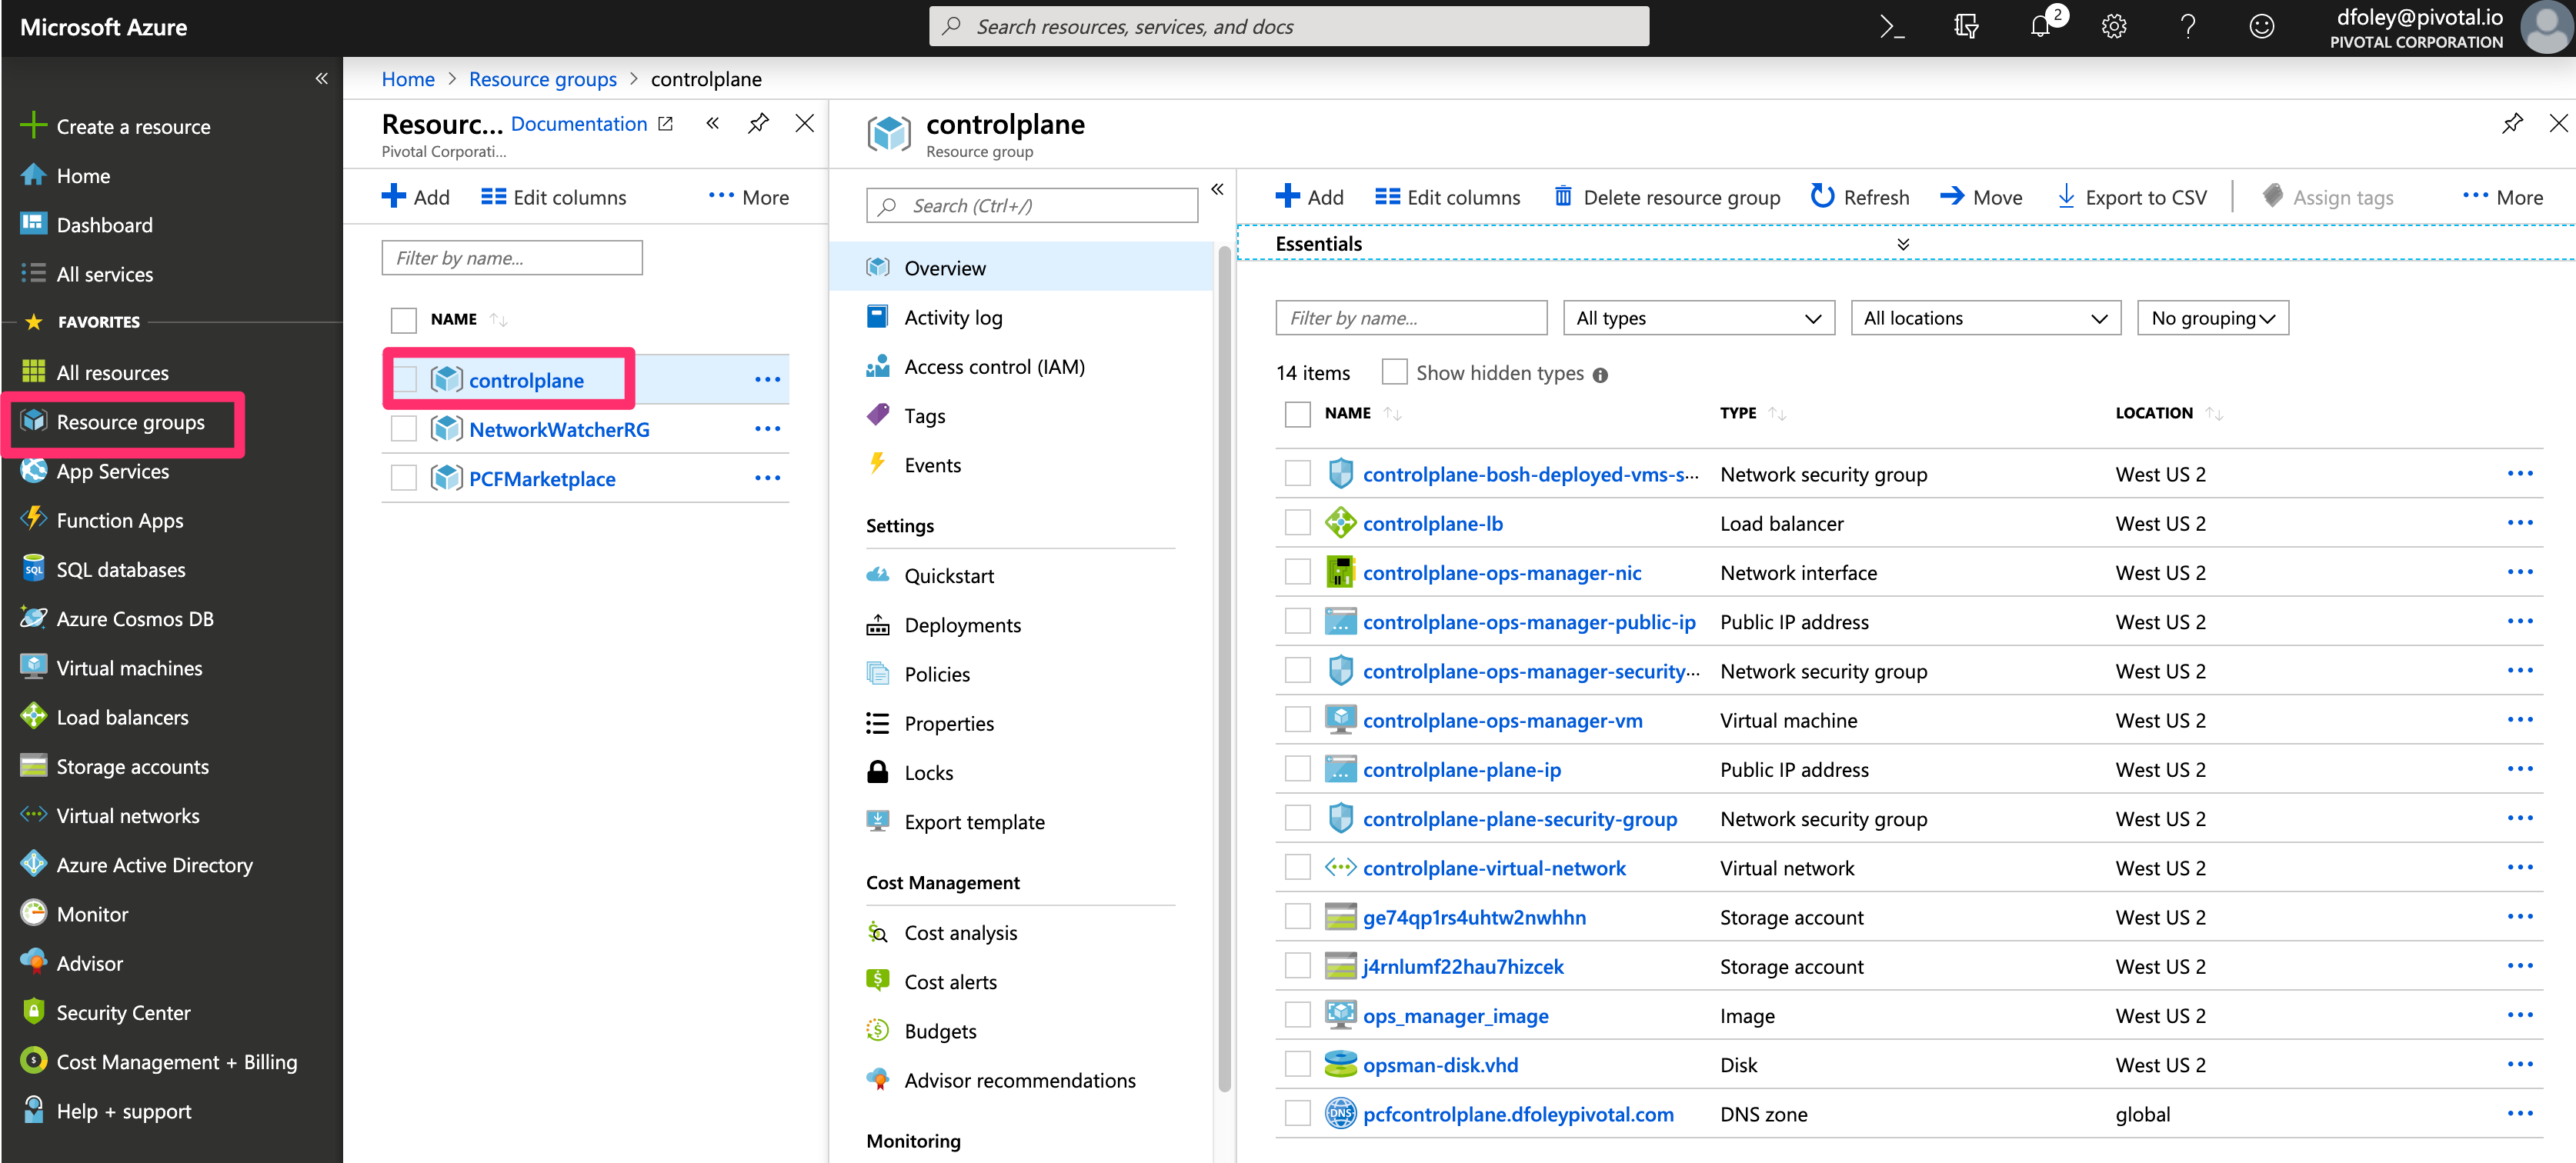 Microsoft Azure
Search resources, services, and docs
2
dfoley@pivotal.io
PIVOTAL CORPORATION
Create a resource
Home
Dashboard
All services
FAVORITES
All resources
Resource groups
App Services
Function Apps
SQL databases
Azure Cosmos DB
Virtual machines
Load balancers
Storage accounts
Virtual networks
Azure Active Directory
Monitor
Advisor
Security Center
Cost Management + Billing
Help + support
Home > Resource groups > controlplane
Resourc... Documentation
Pivotal Corporati...
Add Edit columns ... More
Filter by name...
NAME
controlplane
NetworkWatcherRG
PCFMarketplace
controlplane
Resource group
Search (Ctrl+/)
Overview
Activity log
Access control (IAM)
Tags
Events
Settings
Quickstart
Deployments
Policies
Properties
Locks
Export template
Cost Management
Cost analysis
Cost alerts
Budgets
Advisor recommendations
Monitoring
Add Edit columns Delete resource group Refresh Move Export to CSV Assign tags ... More
Essentials
Filter by name... All types All locations No grouping
14 items Show hidden types
NAME TYPE LOCATION
controlplane-bosh-deployed-vms-s... Network security group West US 2
controlplane-lb Load balancer West US 2
controlplane-ops-manager-nic Network interface West US 2
controlplane-ops-manager-public-ip Public IP address West US 2
controlplane-ops-manager-security... Network security group West US 2
controlplane-ops-manager-vm Virtual machine West US 2
controlplane-plane-ip Public IP address West US 2
controlplane-plane-security-group Network security group West US 2
controlplane-virtual-network Virtual network West US 2
ge74qp1rs4uhtw2nwhhn Storage account West US 2
j4rnlumf22hau7hizcek Storage account West US 2
ops_manager_image Image West US 2
opsman-disk.vhd Disk West US 2
pcfcontrolplane.dfoleypivotal.com DNS zone global